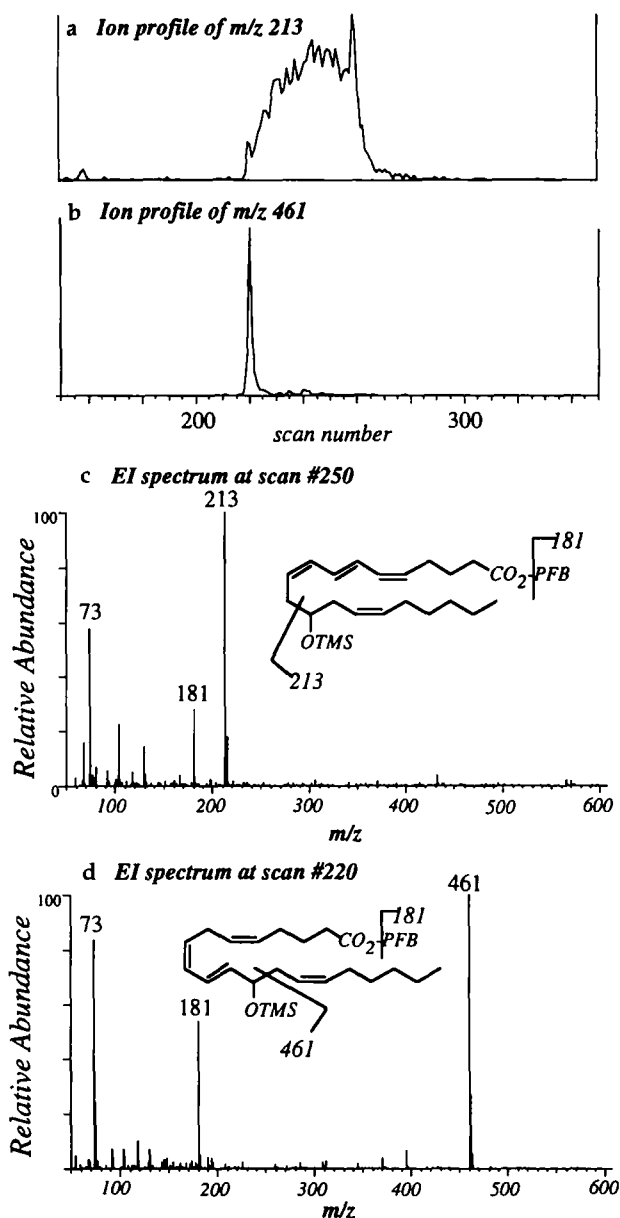 a Ion profile of m/z 213
b Ion profile of m/z 461
200 300
scan number
c EI spectrum at scan #250
213
100
181
CO2-PFB
73
OTMS
213
181
Relative Abundance
0
100 200 300 400 500 600
m/z
d EI spectrum at scan #220
461
100
73
181
CO2-PFB
181
OTMS
461
Relative Abundance
100 200 300 400 500 600
m/z